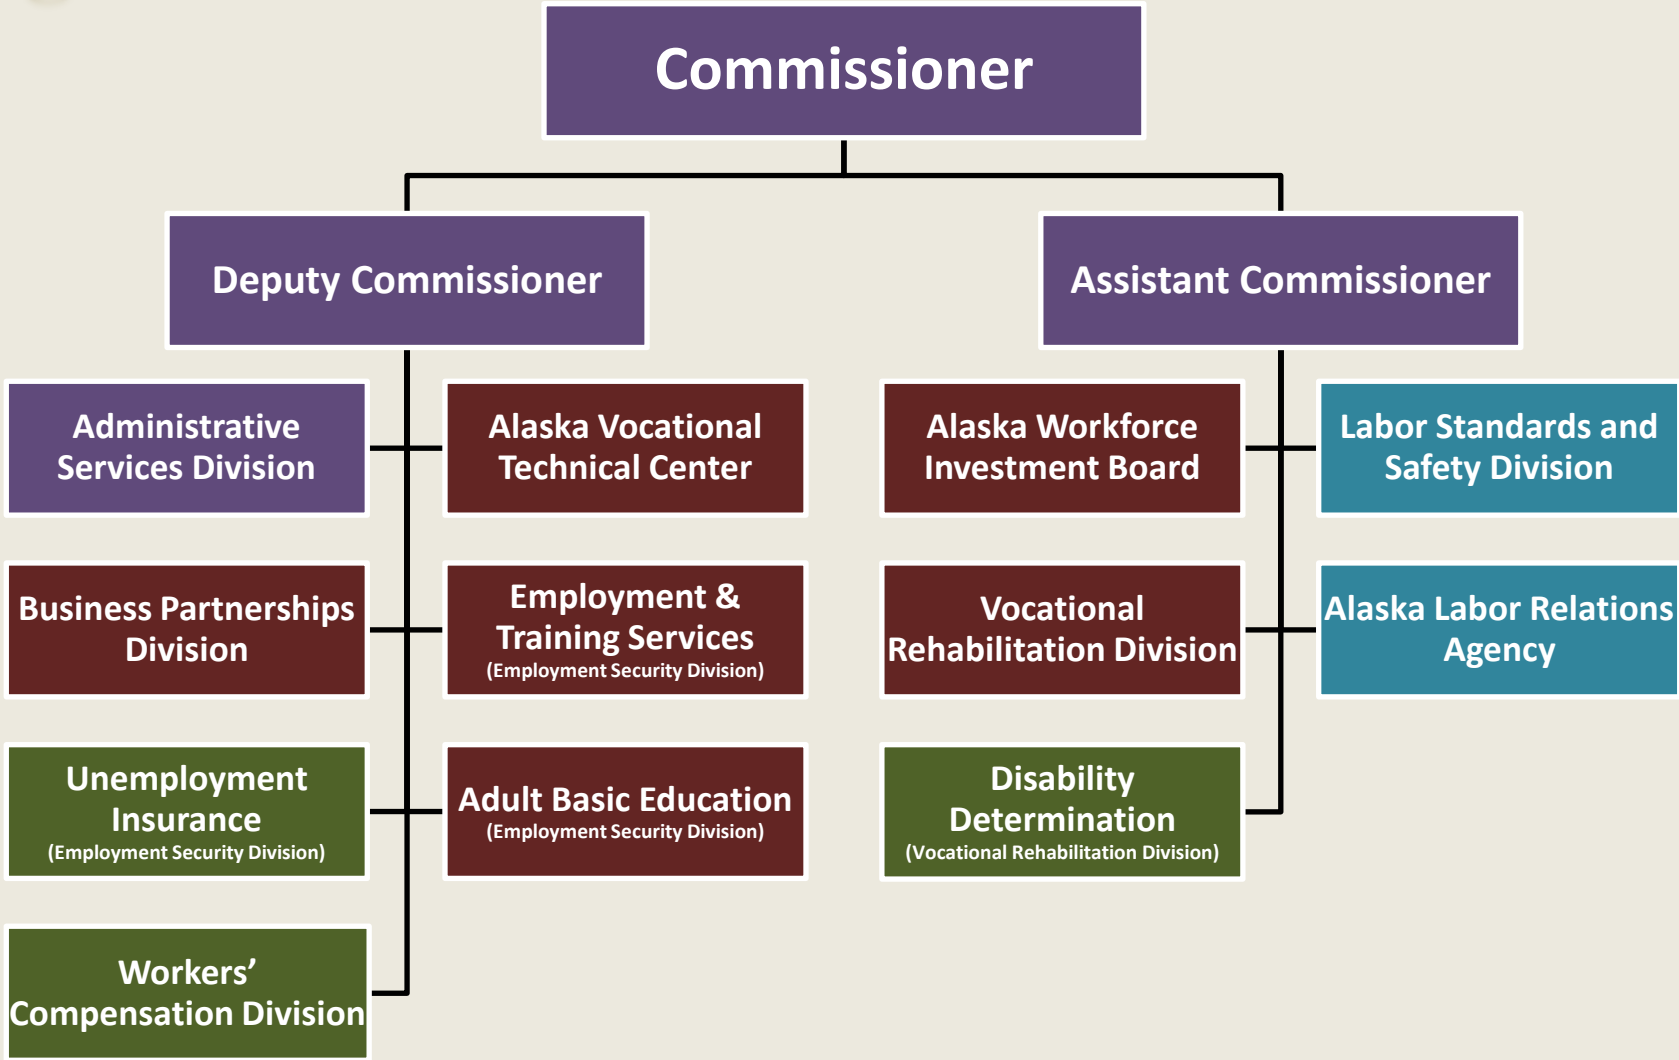 Commissioner
Deputy Commissioner
Assistant Commissioner
Administrative
Services Division
Alaska Vocational
Technical Center
Alaska Workforce
Investment Board
Labor Standards and
Safety Division
Business Partnerships
Division
Employment &
Training Services
(Employment Security Division)
Vocational
Rehabilitation Division
Alaska Labor Relations
Agency
Unemployment
Insurance
(Employment Security Division)
Adult Basic Education
(Employment Security Division)
Disability
Determination
(Vocational Rehabilitation Division)
Workers’
Compensation Division